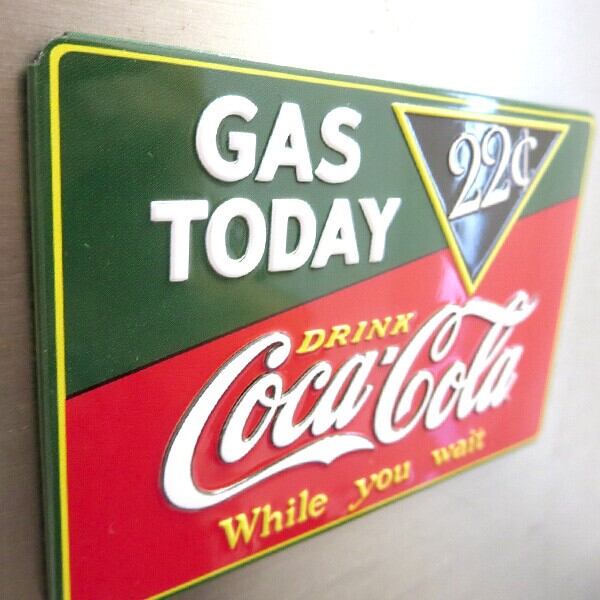 GAS
TODAY
22¢
DRINK
Coca-Cola
While you wait